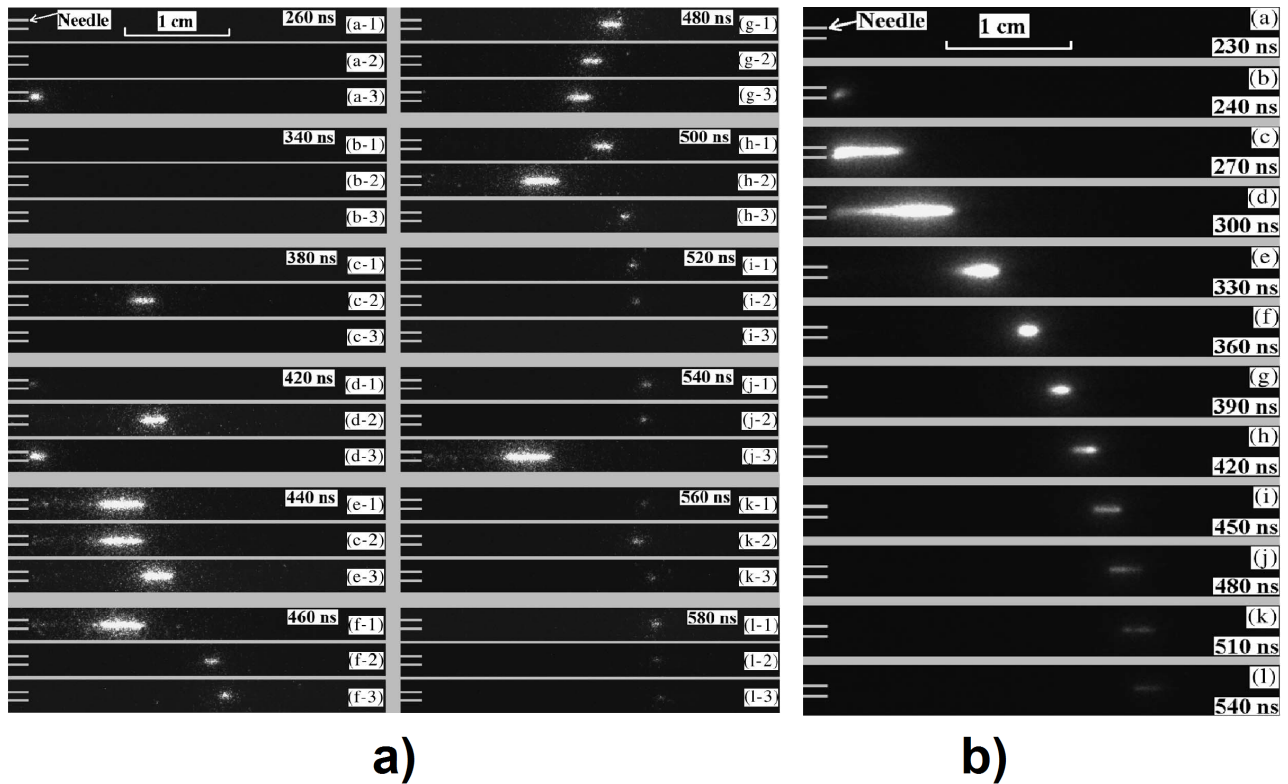 Needle
1 cm
260 ns
(a-1)
(a-2)
(a-3)
340 ns
(b-1)
(b-2)
(b-3)
380 ns
(c-1)
(c-2)
(c-3)
420 ns
(d-1)
(d-2)
(d-3)
440 ns
(e-1)
(c-2)
(e-3)
460 ns
(f-1)
(f-2)
(f-3)
480 ns
(g-1)
(g-2)
(g-3)
500 ns
(h-1)
(h-2)
(h-3)
520 ns
(i-1)
(i-2)
(i-3)
540 ns
(j-1)
(j-2)
(j-3)
560 ns
(k-1)
(k-2)
(k-3)
580 ns
(l-1)
(l-2)
(l-3)
a)
Needle
1 cm
(a)
230 ns
(b)
240 ns
(c)
270 ns
(d)
300 ns
(e)
330 ns
(f)
360 ns
(g)
390 ns
(h)
420 ns
(i)
450 ns
(j)
480 ns
(k)
510 ns
(l)
540 ns
b)